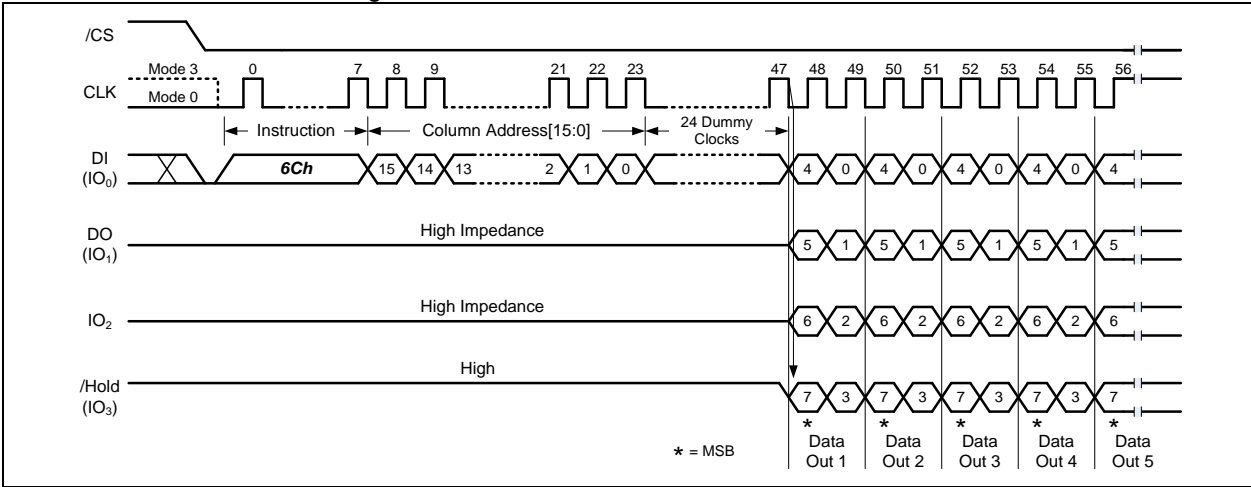 /CS
Mode 3 0 7 8 9 21 22 23 47 48 49 50 51 52 53 54 55 56
CLK
Mode 0
Instruction Column Address[15:0] 24 Dummy
Clocks
DI
(IO0)
6Ch 15 14 13 2 1 0 4 0 4 0 4 0 4 0 4
DO
(IO1)
High Impedance 5 1 5 1 5 1 5 1 5
IO2
High Impedance 6 2 6 2 6 2 6 2 6
/Hold
(IO3)
High 7 3 7 3 7 3 7 3 7
* * * * *
* = MSB
Data Data Data Data Data
Out 1 Out 2 Out 3 Out 4 Out 5